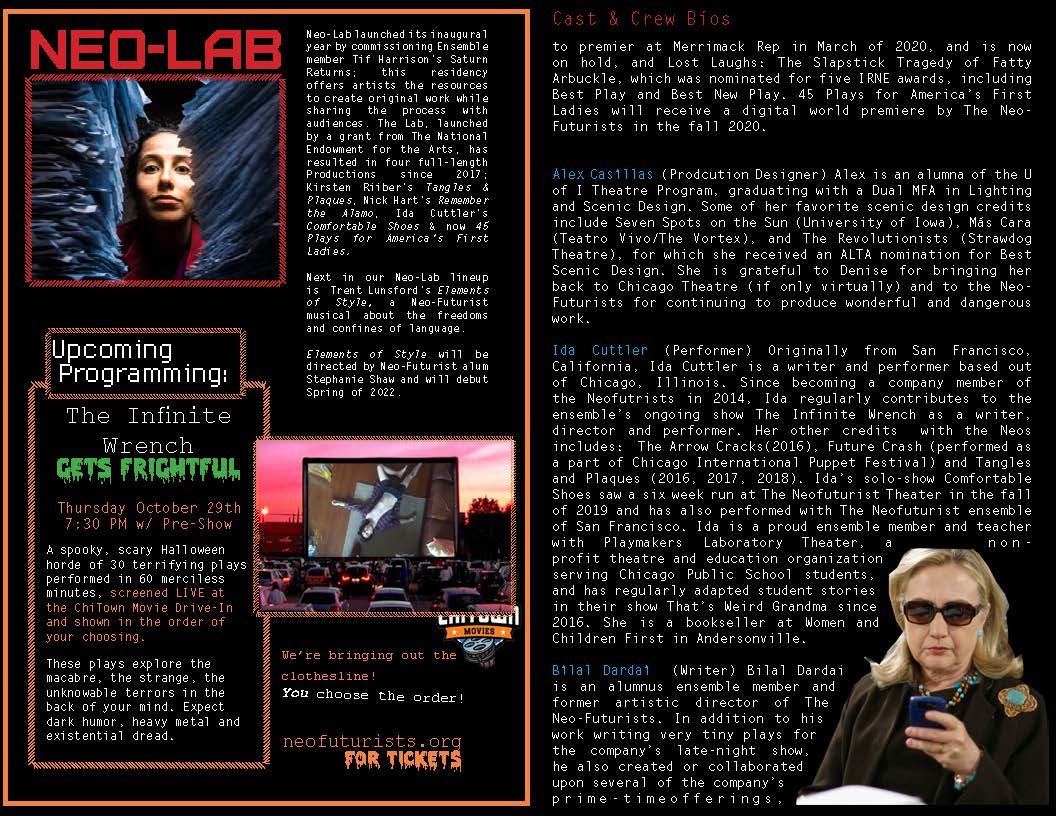 NEO-LAB
Neo-Lab launched its inaugural
year by commissioning Ensemble
member Tif Harrison's Saturn
Returns; this residency
offers artists the resources
to create original work while
sharing the process with
audiences. The Lab, launched
by a grant from The National
Endowment for the Arts, has
resulted in four full-length
Productions since 2017;
Kirsten Riiber's Tangles &
Plaques, Nick Hart's Remember
the Alamo, Ida Cuttler's
Comfortable Shoes & now 45
Plays for America's First
Ladies.
Next in our Neo-Lab lineup
is Trent Lunsford's Elements
of Style, a Neo-Futurist
musical about the freedoms
and confines of language.
Elements of Style will be
directed by Neo-Futurist alum
Stephanie Shaw and will debut
Spring of 2022.
Upcoming
Programming:
The Infinite
Wrench
GETS FRIGHTFUL
Thursday October 29th
7:30 PM w/ Pre-Show
A spooky, scary Halloween
horde of 30 terrifying plays
performed in 60 merciless
minutes, screened LIVE at
the ChiTown Movie Drive-In
and shown in the order of
your choosing.
These plays explore the
macabre, the strange, the
unknowable terrors in the
back of your mind. Expect
dark humor, heavy metal and
existential dread.
CHITOWN
MOVIES
We're bringing out the
clothesline!
You choose the order!
neofuturists.org
FOR TICKETS
Cast & Crew Bios
to premier at Merrimack Rep in March of 2020, and is now
on hold, and Lost Laughs: The Slapstick Tragedy of Fatty
Arbuckle, which was nominated for five IRNE awards, including
Best Play and Best New Play. 45 Plays for America's First
Ladies will receive a digital world premiere by The Neo-
Futurists in the fall 2020.
Alex Casillas (Prodcution Designer) Alex is an alumna of the U
of I Theatre Program, graduating with a Dual MFA in Lighting
and Scenic Design. Some of her favorite scenic design credits
include Seven Spots on the Sun (University of Iowa), Más Cara
(Teatro Vivo/The Vortex), and The Revolutionists (Strawdog
Theatre), for which she received an ALTA nomination for Best
Scenic Design. She is grateful to Denise for bringing her
back to Chicago Theatre (if only virtually) and to the Neo-
Futurists for continuing to produce wonderful and dangerous
work.
Ida Cuttler (Performer) Originally from San Francisco,
California, Ida Cuttler is a writer and performer based out
of Chicago, Illinois. Since becoming a company member of
the Neofutrists in 2014, Ida regularly contributes to the
ensemble's ongoing show The Infinite Wrench as a writer,
director and performer. Her other credits with the Neos
includes: The Arrow Cracks(2016), Future Crash (performed as
a part of Chicago International Puppet Festival) and Tangles
and Plaques (2016, 2017, 2018). Ida's solo-show Comfortable
Shoes saw a six week run at The Neofuturist Theater in the fall
of 2019 and has also performed with The Neofuturist ensemble
of San Francisco. Ida is a proud ensemble member and teacher
with Playmakers Laboratory Theater, a non-
profit theatre and education organization
serving Chicago Public School students,
and has regularly adapted student stories
in their show That's Weird Grandma since
2016. She is a bookseller at Women and
Children First in Andersonville.
Bilal Dardai (Writer) Bilal Dardai
is an alumnus ensemble member and
former artistic director of The
Neo-Futurists. In addition to his
work writing very tiny plays for
the company's late-night show,
he also created or collaborated
upon several of the company's
prime-timeofferings,